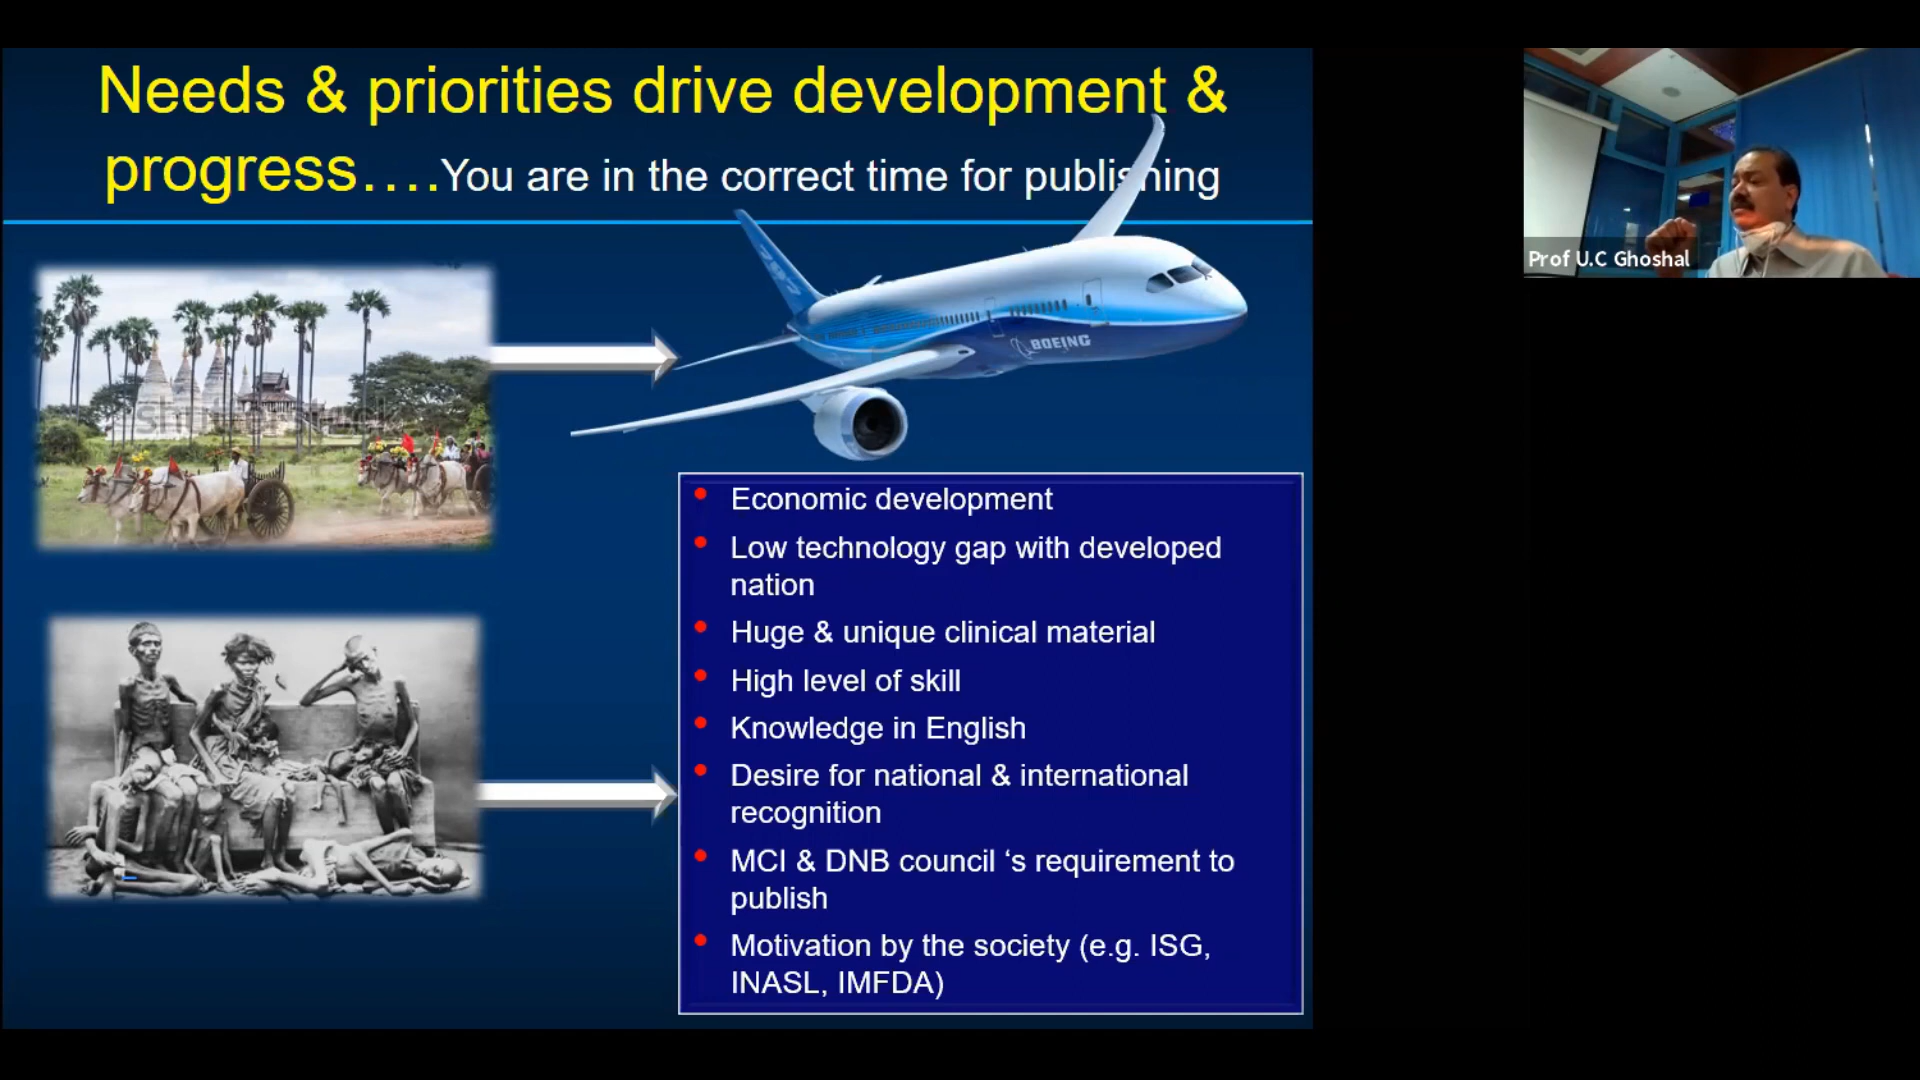 Needs & priorities drive development &
progress....You are in the correct time for publishing
797
BOEING
shutterstock
Economic development
Low technology gap with developed
nation
Huge & unique clinical material
High level of skill
Knowledge in English
Desire for national & international
recognition
MCI & DNB council ‘s requirement to
publish
Motivation by the society (e.g. ISG,
INASL, IMFDA)
Prof U.C Ghoshal